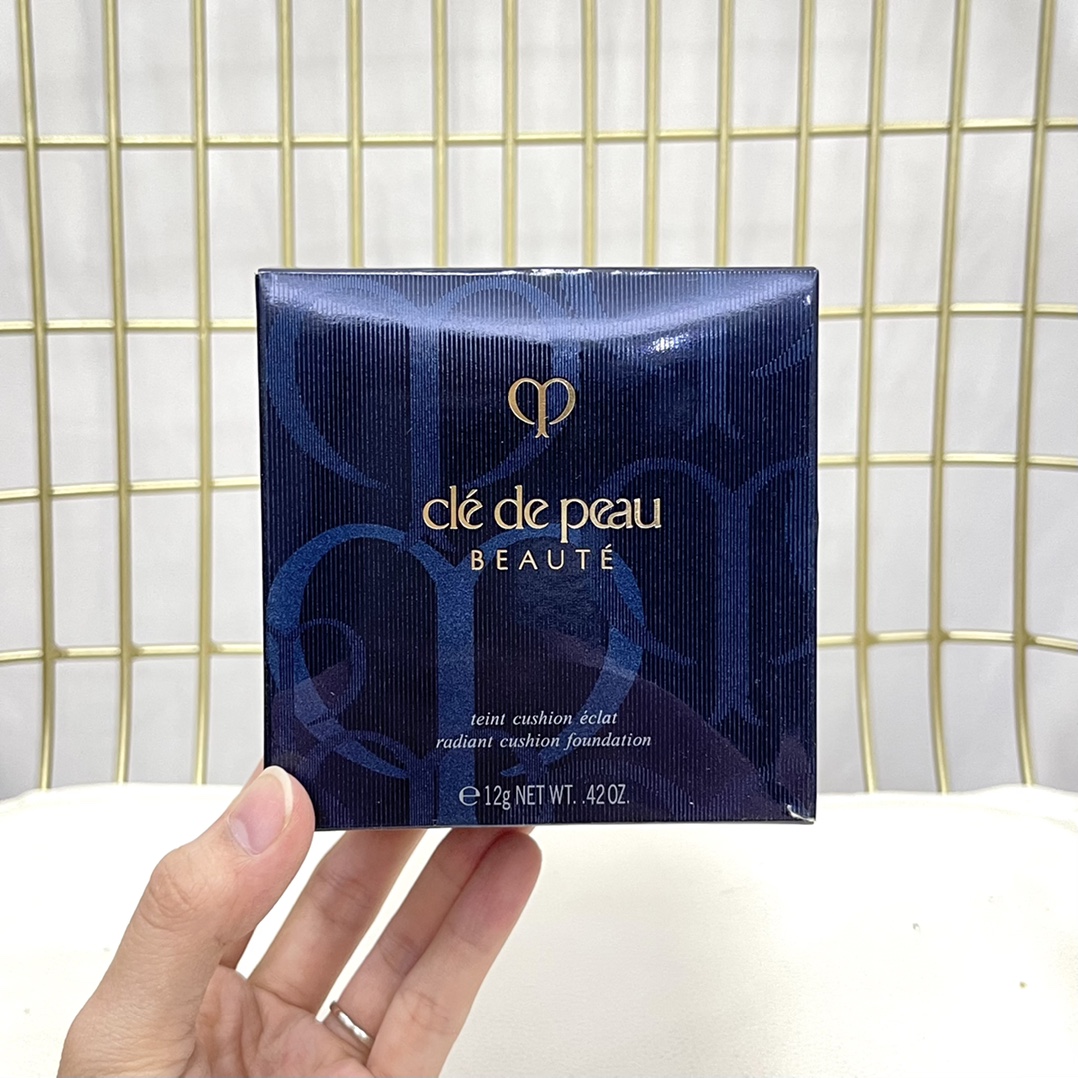 clé de peau
BEAUTÉ
teint cushion éclat
radiant cushion foundation
℮12g NET WT. .42 OZ.